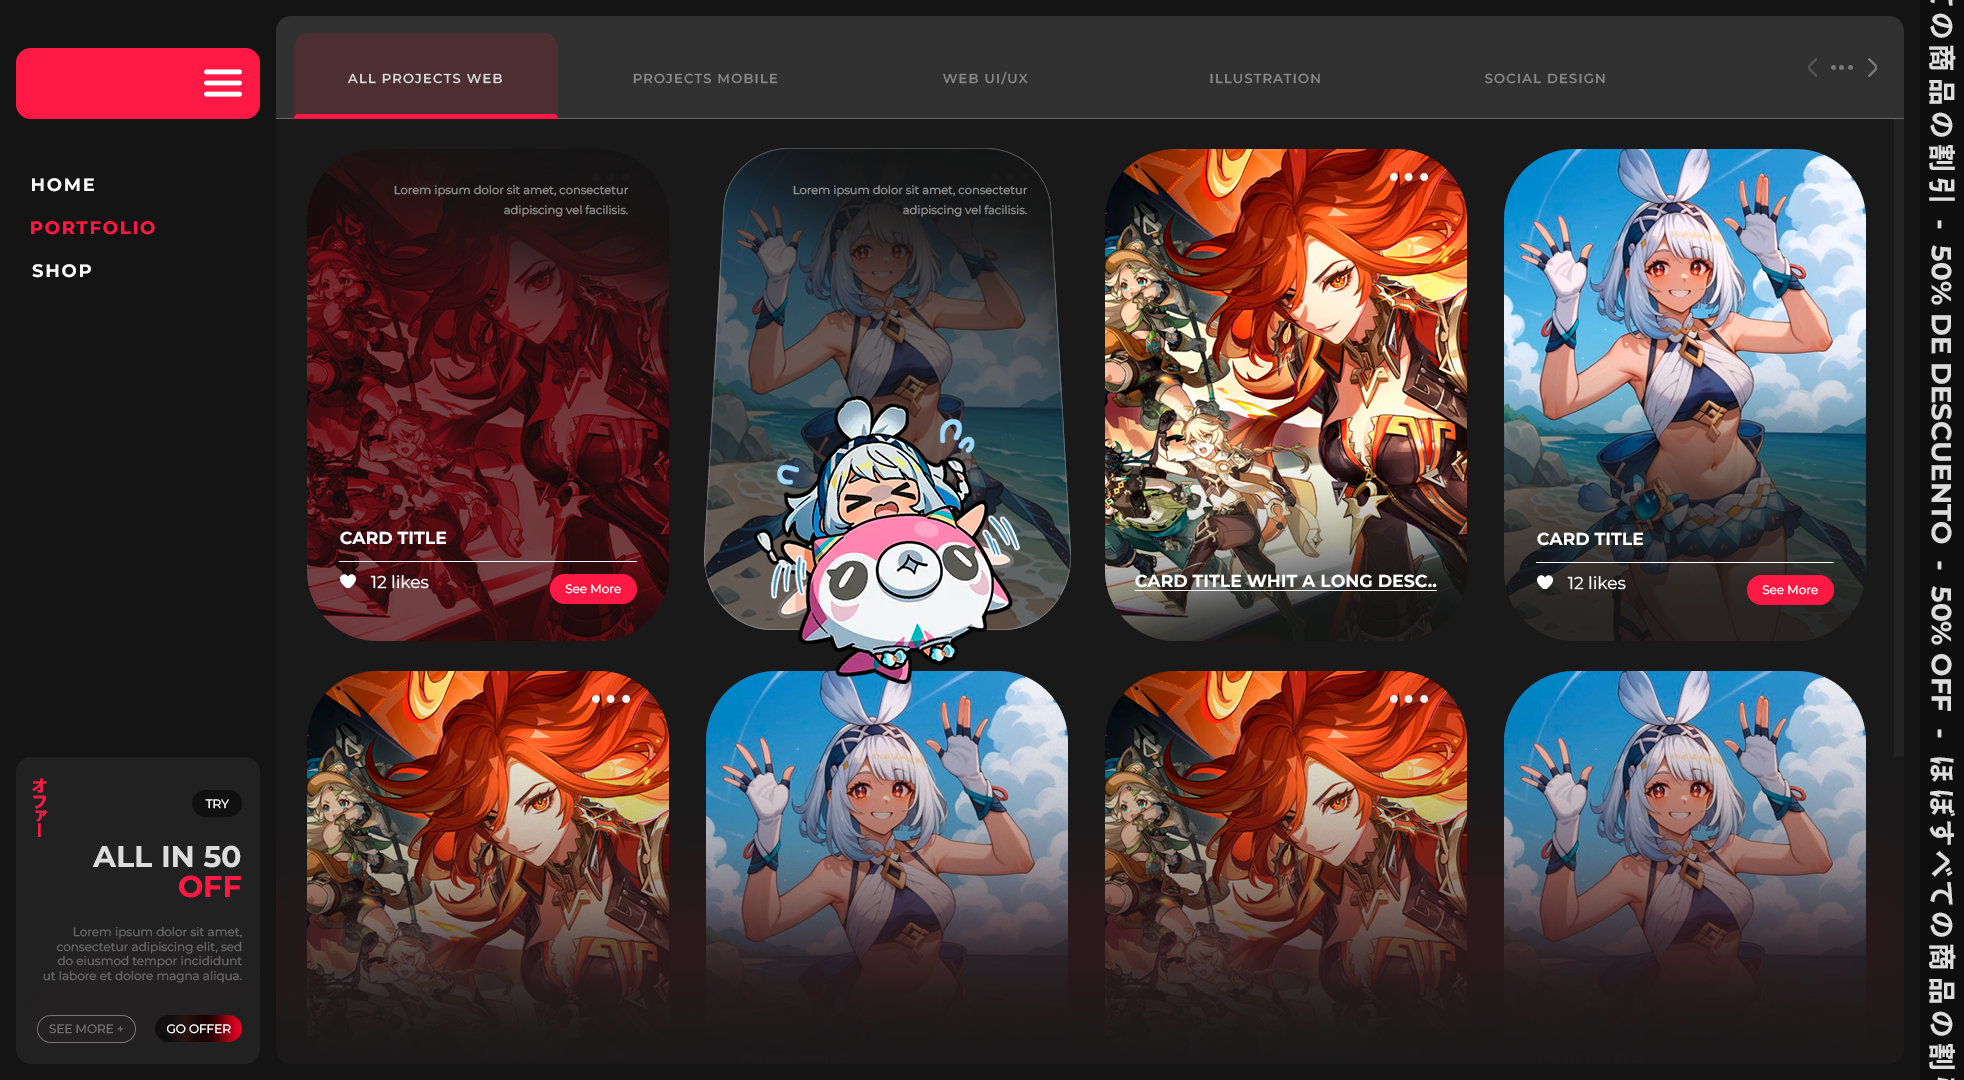 HOME
PORTFOLIO
SHOP
オファー
TRY
ALL IN 50
OFF
Lorem ipsum dolor sit amet,
consectetur adipiscing elit, sed
do eiusmod tempor incididunt
ut labore et dolore magna aliqua.
SEE MORE +
GO OFFER
ALL PROJECTS WEB
PROJECTS MOBILE
WEB UI/UX
ILLUSTRATION
SOCIAL DESIGN
Lorem ipsum dolor sit amet, consectetur
adipiscing vel facilisis.
CARD TITLE
12 likes
See More
Lorem ipsum dolor sit amet, consectetur
adipiscing vel facilisis.
CARD TITLE WHIT A LONG DESC..
CARD TITLE
12 likes
See More
ての商品の割引 - 50% DE DESCUENTO - 50% OFF - ほぼすべての商品の割